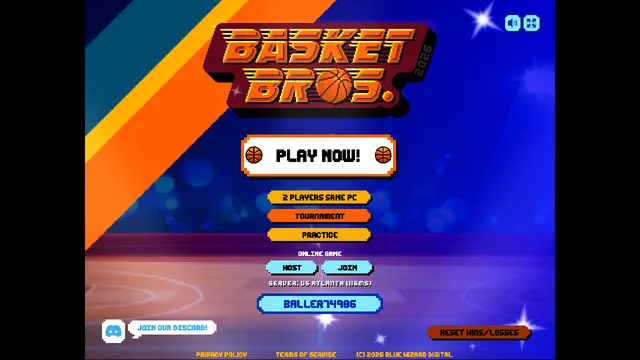 BASKET
BROS.
2026
PLAY NOW!
2 PLAYERS SAME PC
TOURNAMENT
PRACTICE
ONLINE GAME
HOST
JOIN
SERVER: US ATLANTA (116MS)
BALLER74986
JOIN OUR DISCORD!
RESET WINS/LOSSES
PRIVACY POLICY
TERMS OF SERVICE
(C) 2026 BLUE WIZARD DIGITAL